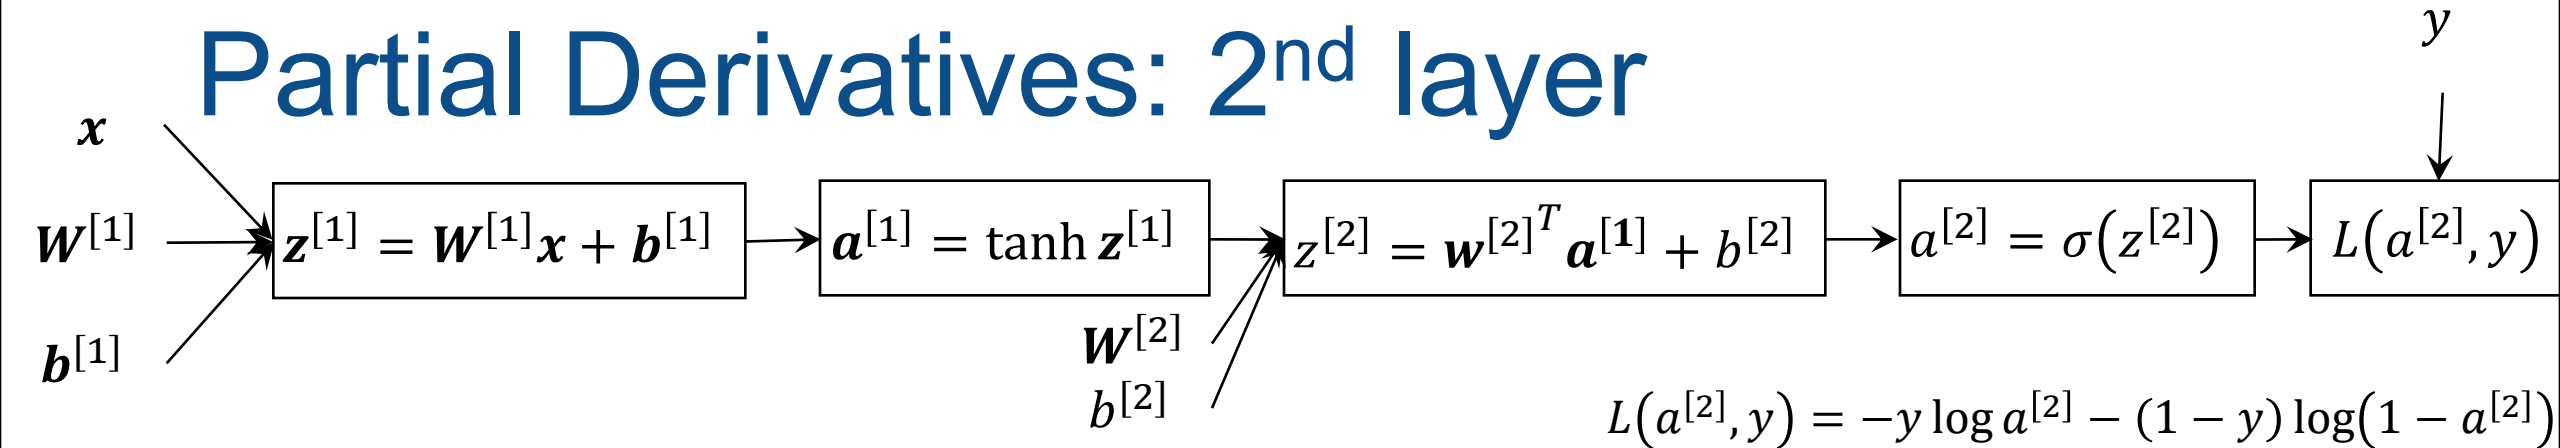 Partial Derivatives: 2nd layer
y
x
W^[1]
b^[1]
z^[1] = W^[1]x + b^[1]
a^[1] = tanh z^[1]
z^[2] = w^[2]^T a^[1] + b^[2]
a^[2] = σ(z^[2])
L(a^[2], y)
W^[2]
b^[2]
L(a^[2], y) = −y log a^[2] − (1 − y) log(1 − a^[2])